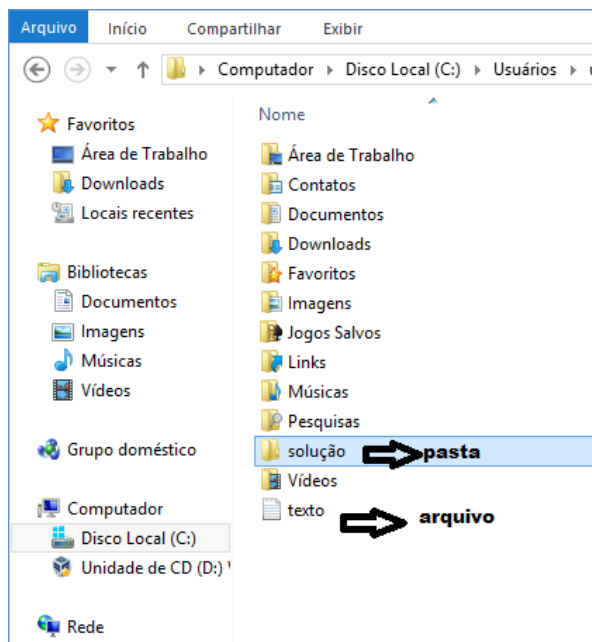 Arquivo Início Compartilhar Exibir
Computador Disco Local (C:) Usuários
Nome
Favoritos
Área de Trabalho
Downloads
Locais recentes
Bibliotecas
Documentos
Imagens
Músicas
Vídeos
Grupo doméstico
Computador
Disco Local (C:)
Unidade de CD (D:)
Rede
Área de Trabalho
Contatos
Documentos
Downloads
Favoritos
Imagens
Jogos Salvos
Links
Músicas
Pesquisas
solução pasta
Vídeos
texto arquivo